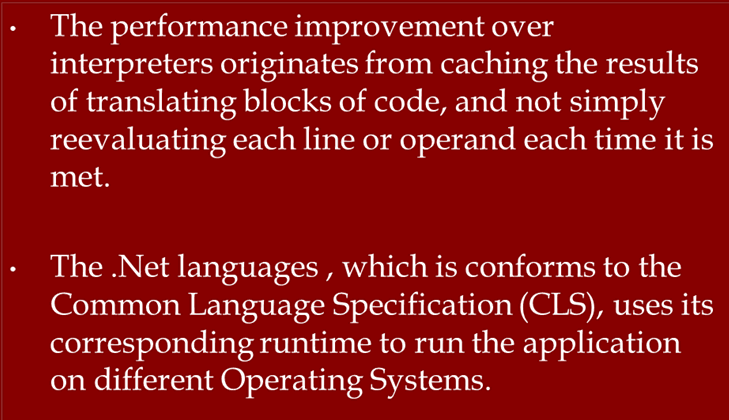 • The performance improvement over
interpreters originates from caching the results
of translating blocks of code, and not simply
reevaluating each line or operand each time it is
met.
• The .Net languages , which is conforms to the
Common Language Specification (CLS), uses its
corresponding runtime to run the application
on different Operating Systems.